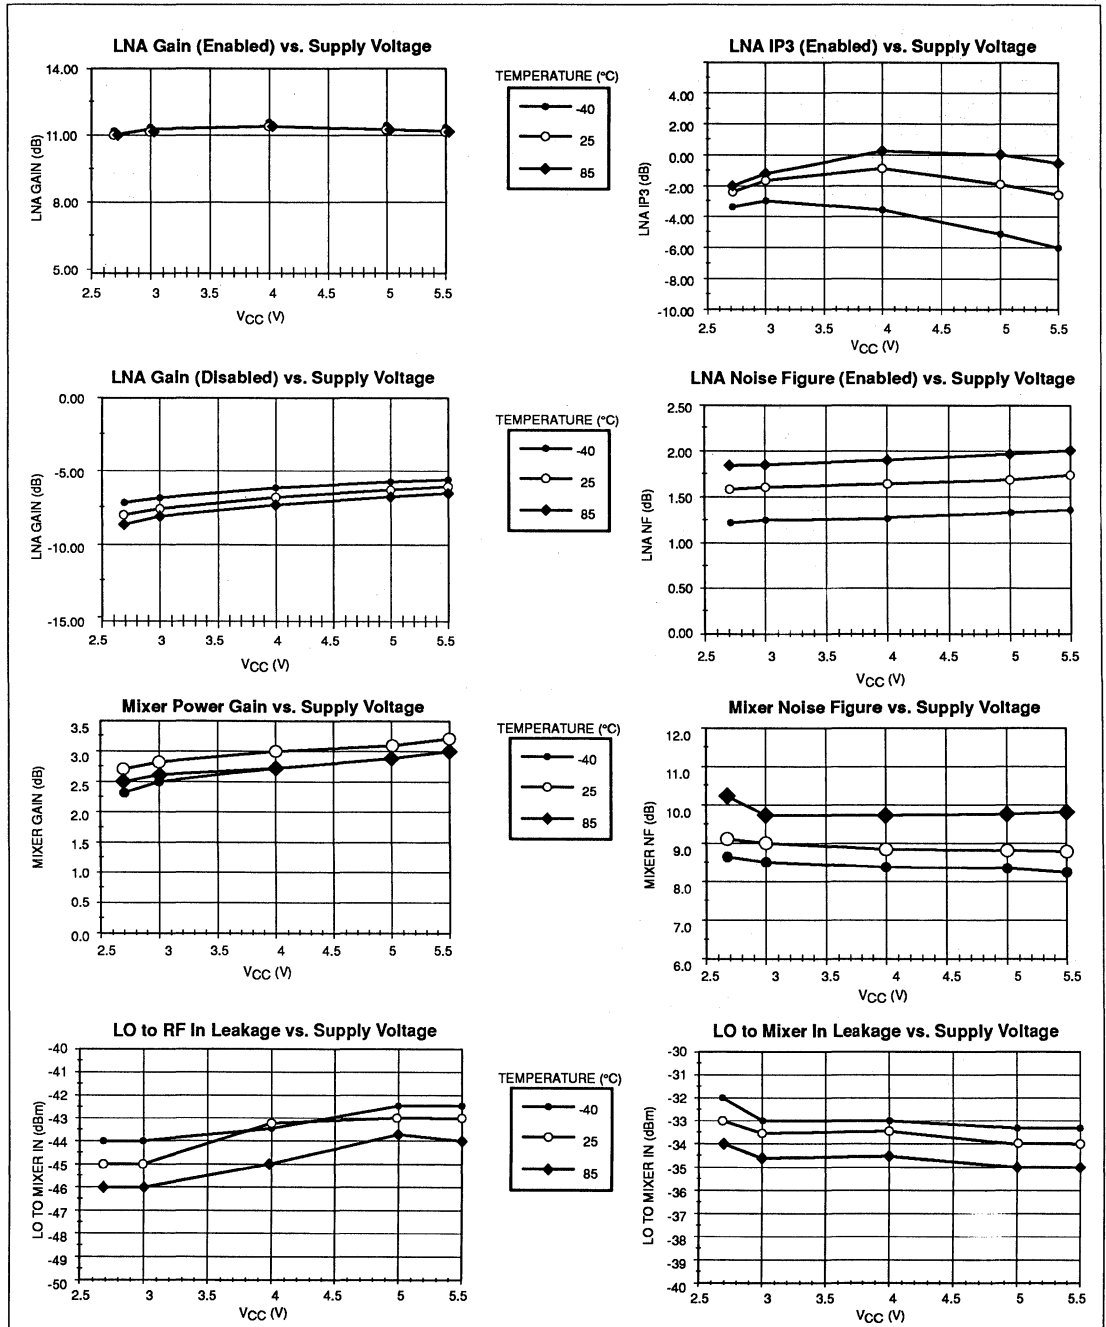 LNA Gain (Enabled) vs. Supply Voltage
14.00
11.00
8.00
5.00
LNA GAIN (dB)
2.5 3 3.5 4 4.5 5 5.5
VCC (V)
TEMPERATURE (°C)
-40
25
85
LNA IP3 (Enabled) vs. Supply Voltage
4.00
2.00
0.00
-2.00
-4.00
-6.00
-8.00
-10.00
LNA IP3 (dB)
2.5 3 3.5 4 4.5 5 5.5
VCC (V)
LNA Gain (Disabled) vs. Supply Voltage
0.00
-5.00
-10.00
-15.00
LNA GAIN (dB)
2.5 3 3.5 4 4.5 5 5.5
VCC (V)
TEMPERATURE (°C)
-40
25
85
LNA Noise Figure (Enabled) vs. Supply Voltage
2.50
2.00
1.50
1.00
0.50
0.00
LNA NF (dB)
2.5 3 3.5 4 4.5 5 5.5
VCC (V)
Mixer Power Gain vs. Supply Voltage
3.5
3.0
2.5
2.0
1.5
1.0
0.5
0.0
MIXER GAIN (dB)
2.5 3 3.5 4 4.5 5 5.5
VCC (V)
TEMPERATURE (°C)
-40
25
85
Mixer Noise Figure vs. Supply Voltage
12.0
11.0
10.0
9.0
8.0
7.0
6.0
MIXER NF (dB)
2.5 3 3.5 4 4.5 5 5.5
VCC (V)
LO to RF In Leakage vs. Supply Voltage
-40
-41
-42
-43
-44
-45
-46
-47
-48
-49
-50
LO TO MIXER IN (dBm)
2.5 3 3.5 4 4.5 5 5.5
VCC (V)
TEMPERATURE (°C)
-40
25
85
LO to Mixer In Leakage vs. Supply Voltage
-30
-31
-32
-33
-34
-35
-36
-37
-38
-39
-40
LO TO MIXER IN (dBm)
2.5 3 3.5 4 4.5 5 5.5
VCC (V)